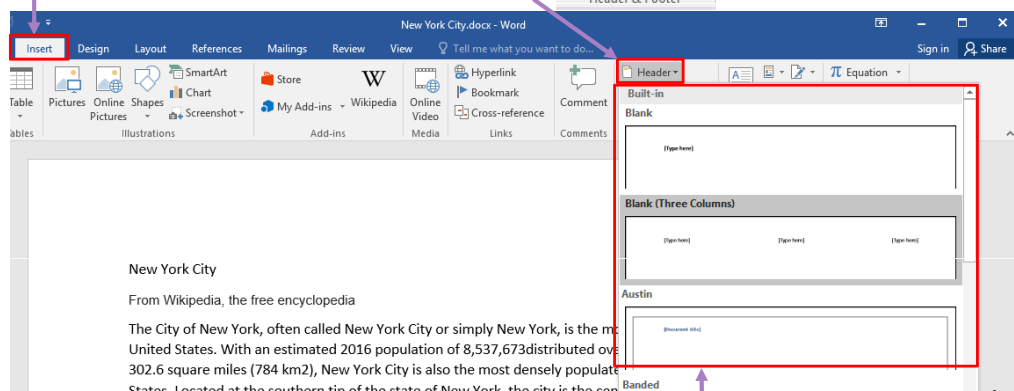 Header & Footer
New York City.docx - Word
Insert Design Layout References Mailings Review View Tell me what you want to do... Sign in Share
Table
Pictures
Online Pictures
Shapes
SmartArt
Chart
Screenshot
Illustrations
Store
My Add-ins
Wikipedia
Add-ins
Online Video
Media
Hyperlink
Bookmark
Cross-reference
Links
Comment
Comments
Header
Equation
Built-in
Blank
[Type here]
Blank (Three Columns)
[Type here] [Type here] [Type here]
Austin
[Document title]
Banded
New York City
From Wikipedia, the free encyclopedia
The City of New York, often called New York City or simply New York, is the
United States. With an estimated 2016 population of 8,537,673distributed
302.6 square miles (784 km2), New York City is also the most densely
States. Located at the southern tip of the state of New York, the city is the